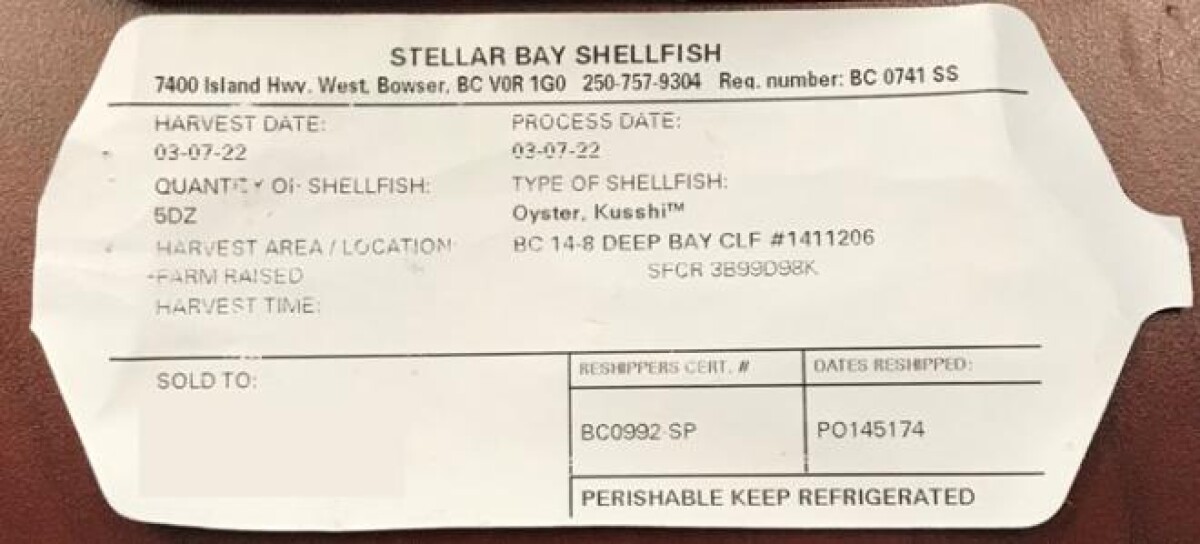 STELLAR BAY SHELLFISH
7400 Island Hwy. West, Bowser, BC V0R 1G0 250-757-9304 Reg. number: BC 0741 SS
HARVEST DATE: PROCESS DATE:
03-07-22 03-07-22
QUANTITY OF SHELLFISH: TYPE OF SHELLFISH:
5DZ Oyster, Kusshi™
HARVEST AREA / LOCATION BC 14-8 DEEP BAY CLF #1411206
FARM RAISED SFCR 3B99D98K
HARVEST TIME:
SOLD TO: RESHIPPERS CERT. # DATES RESHIPPED:
BC0992-SP PO145174
PERISHABLE KEEP REFRIGERATED